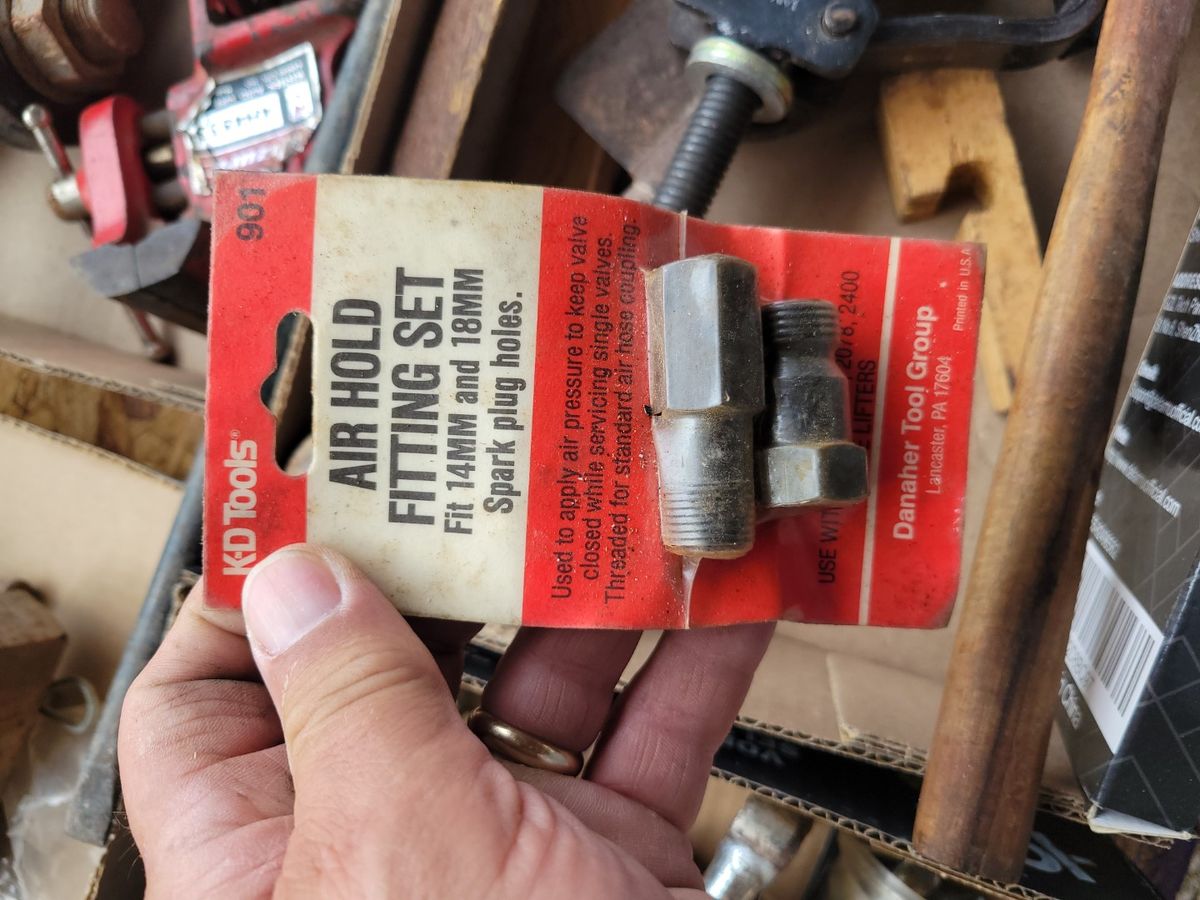 901
K·D Tools®
AIR HOLD
FITTING SET
Fit 14MM and 18MM
Spark plug holes.
Used to apply air pressure to keep valve
closed while servicing single valves.
Threaded for standard air hose coupling.
2078, 2400
USE WITH LIFTERS
Danaher Tool Group
Lancaster, PA 17604
Printed in U.S.A.